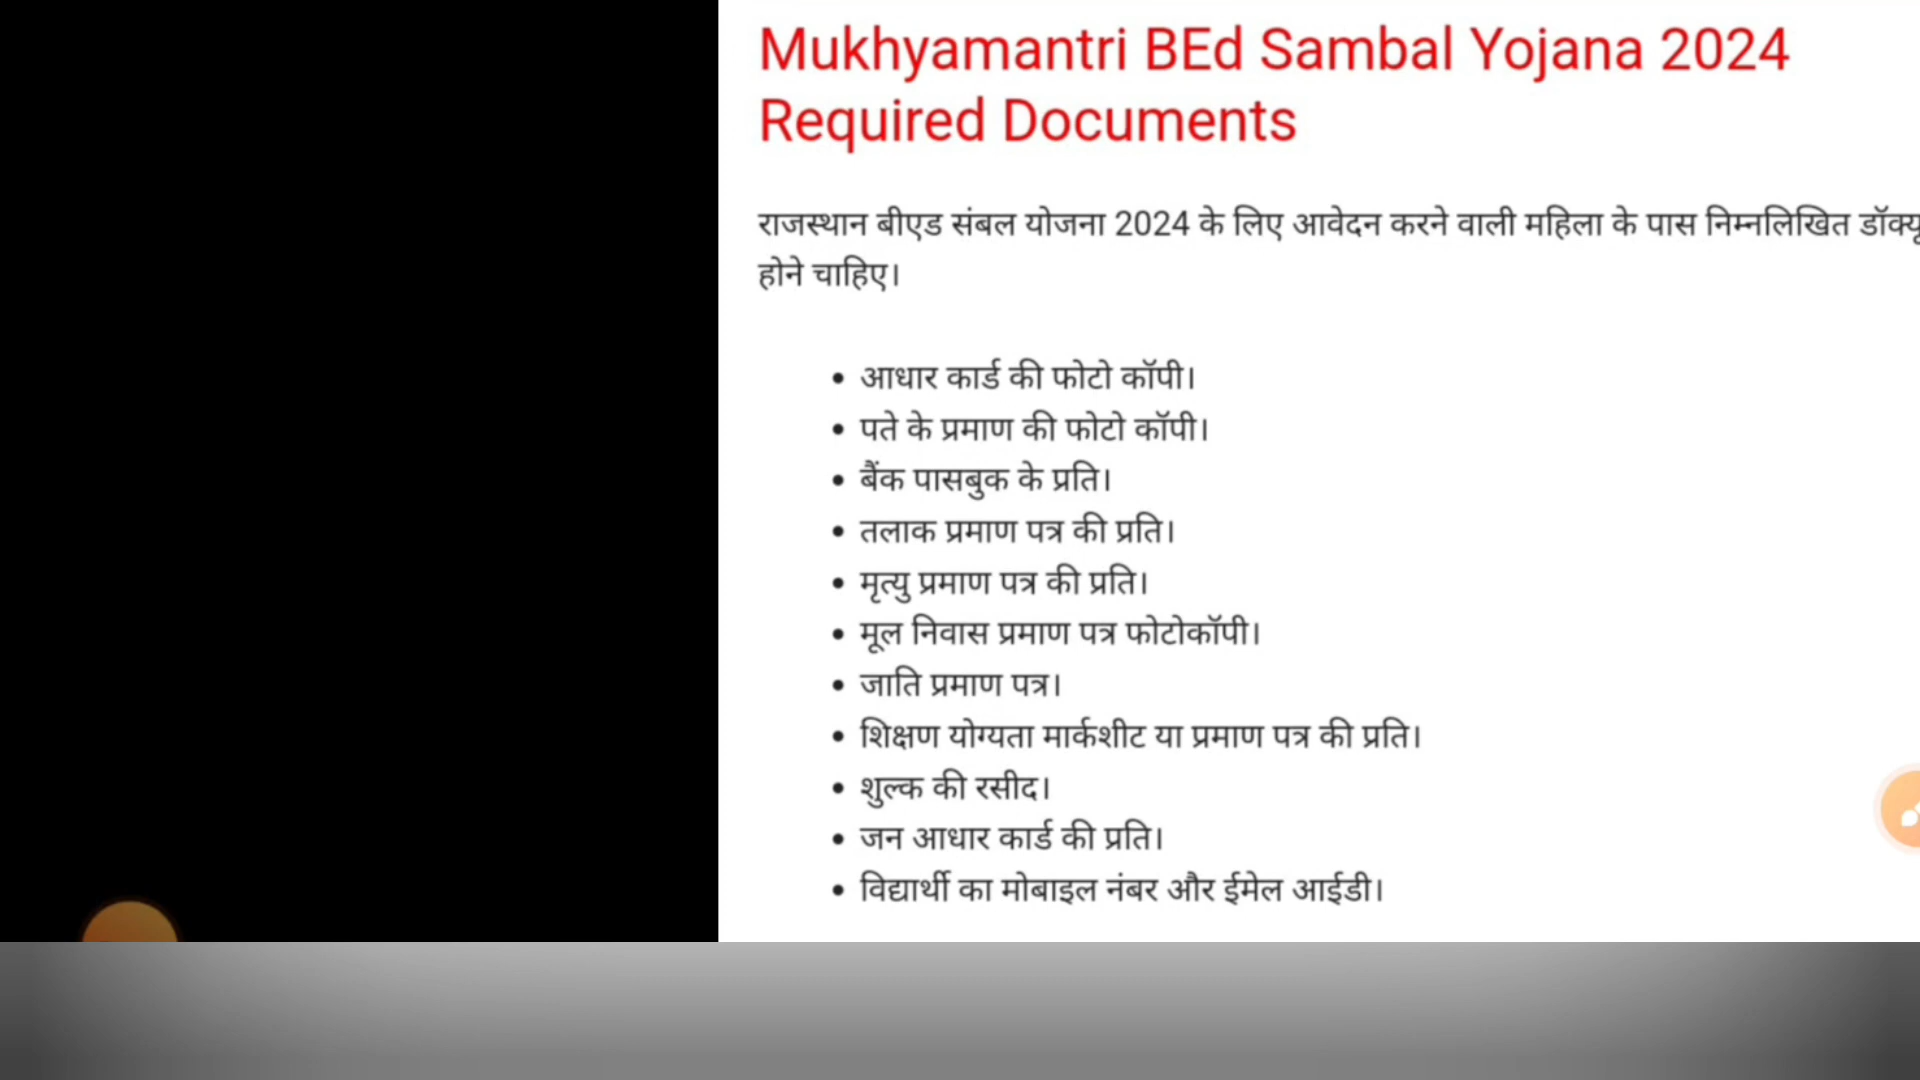 Mukhyamantri BEd Sambal Yojana 2024
Required Documents
राजस्थान बीएड संबल योजना 2024 के लिए आवेदन करने वाली महिला के पास निम्नलिखित
होने चाहिए।
• आधार कार्ड की फोटो कॉपी।
• पते के प्रमाण की फोटो कॉपी।
• बैंक पासबुक के प्रति।
• तलाक प्रमाण पत्र की प्रति।
• मृत्यु प्रमाण पत्र की प्रति।
• मूल निवास प्रमाण पत्र फोटोकॉपी।
• जाति प्रमाण पत्र।
• शिक्षण योग्यता मार्कशीट या प्रमाण पत्र की प्रति।
• शुल्क की रसीद।
• जन आधार कार्ड की प्रति।
• विद्यार्थी का मोबाइल नंबर और ईमेल आईडी।